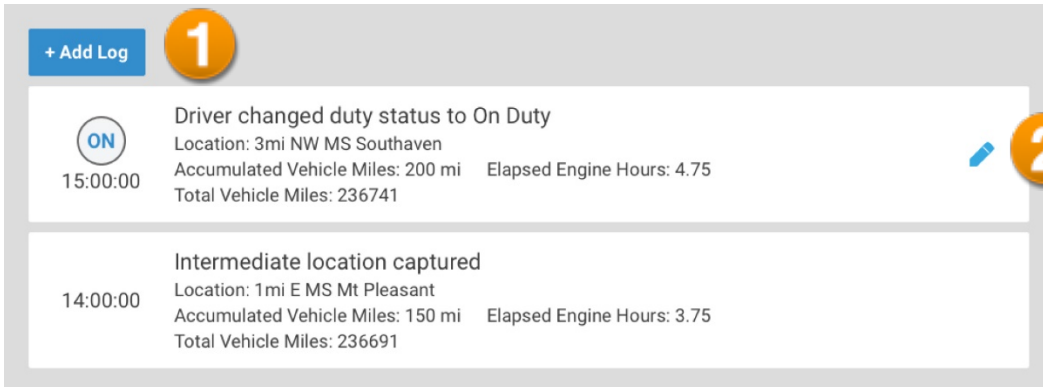 + Add Log
1
ON
15:00:00
Driver changed duty status to On Duty
Location: 3mi NW MS Southaven
Accumulated Vehicle Miles: 200 mi Elapsed Engine Hours: 4.75
Total Vehicle Miles: 236741
2
14:00:00
Intermediate location captured
Location: 1mi E MS Mt Pleasant
Accumulated Vehicle Miles: 150 mi Elapsed Engine Hours: 3.75
Total Vehicle Miles: 236691